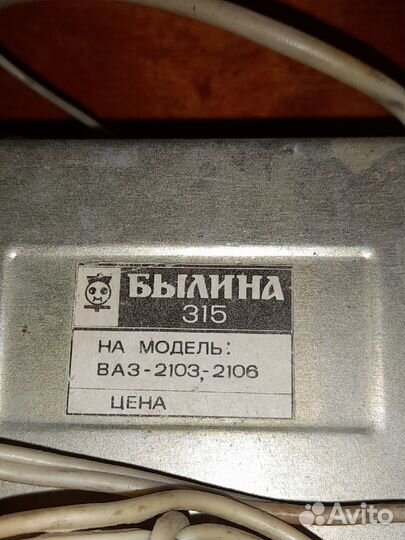 БЫЛИНА
315
НА МОДЕЛЬ:
ВАЗ-2103,2106
ЦЕНА
Avito